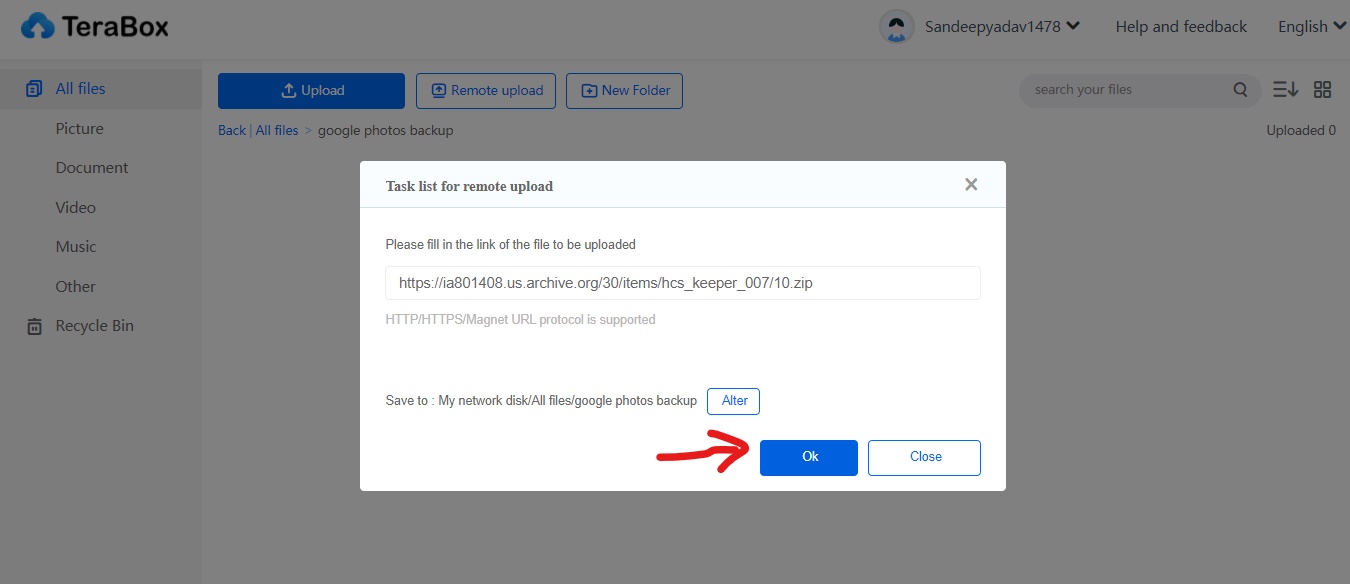 TeraBox
Sandeepyadav1478 Help and feedback English
All files
Picture
Document
Video
Music
Other
Recycle Bin
Upload Remote upload New Folder
search your files
Back | All files > google photos backup
Uploaded 0
Task list for remote upload
Please fill in the link of the file to be uploaded
https://ia801408.us.archive.org/30/items/hcs_keeper_007/10.zip
HTTP/HTTPS/Magnet URL protocol is supported
Save to : My network disk/All files/google photos backup Alter
Ok Close